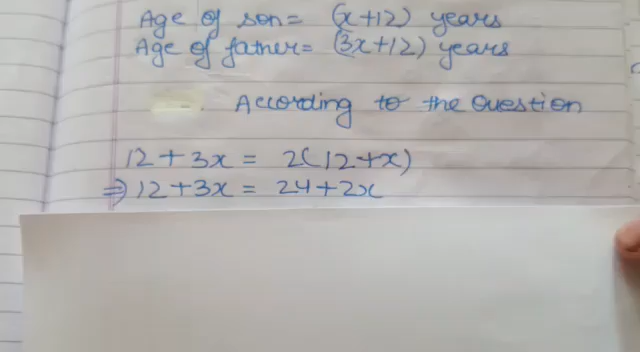 Age of son = (x+12) years
Age of father = (3x+12) years
According to the Question
12 + 3x = 2(12+x)
⇒ 12 + 3x = 24 + 2x